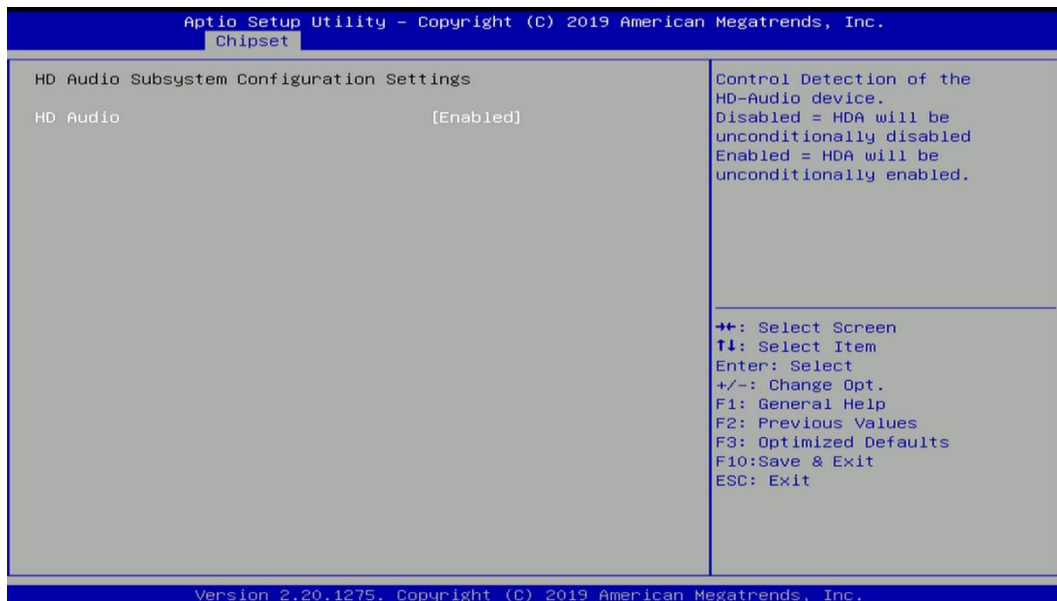 Aptio Setup Utility – Copyright (C) 2019 American Megatrends, Inc.
Chipset
HD Audio Subsystem Configuration Settings
HD Audio [Enabled]
Control Detection of the
HD-Audio device.
Disabled = HDA will be
unconditionally disabled
Enabled = HDA will be
unconditionally enabled.
→←: Select Screen
↑↓: Select Item
Enter: Select
+/-: Change Opt.
F1: General Help
F2: Previous Values
F3: Optimized Defaults
F10:Save & Exit
ESC: Exit
Version 2.20.1275. Copyright (C) 2019 American Megatrends, Inc.